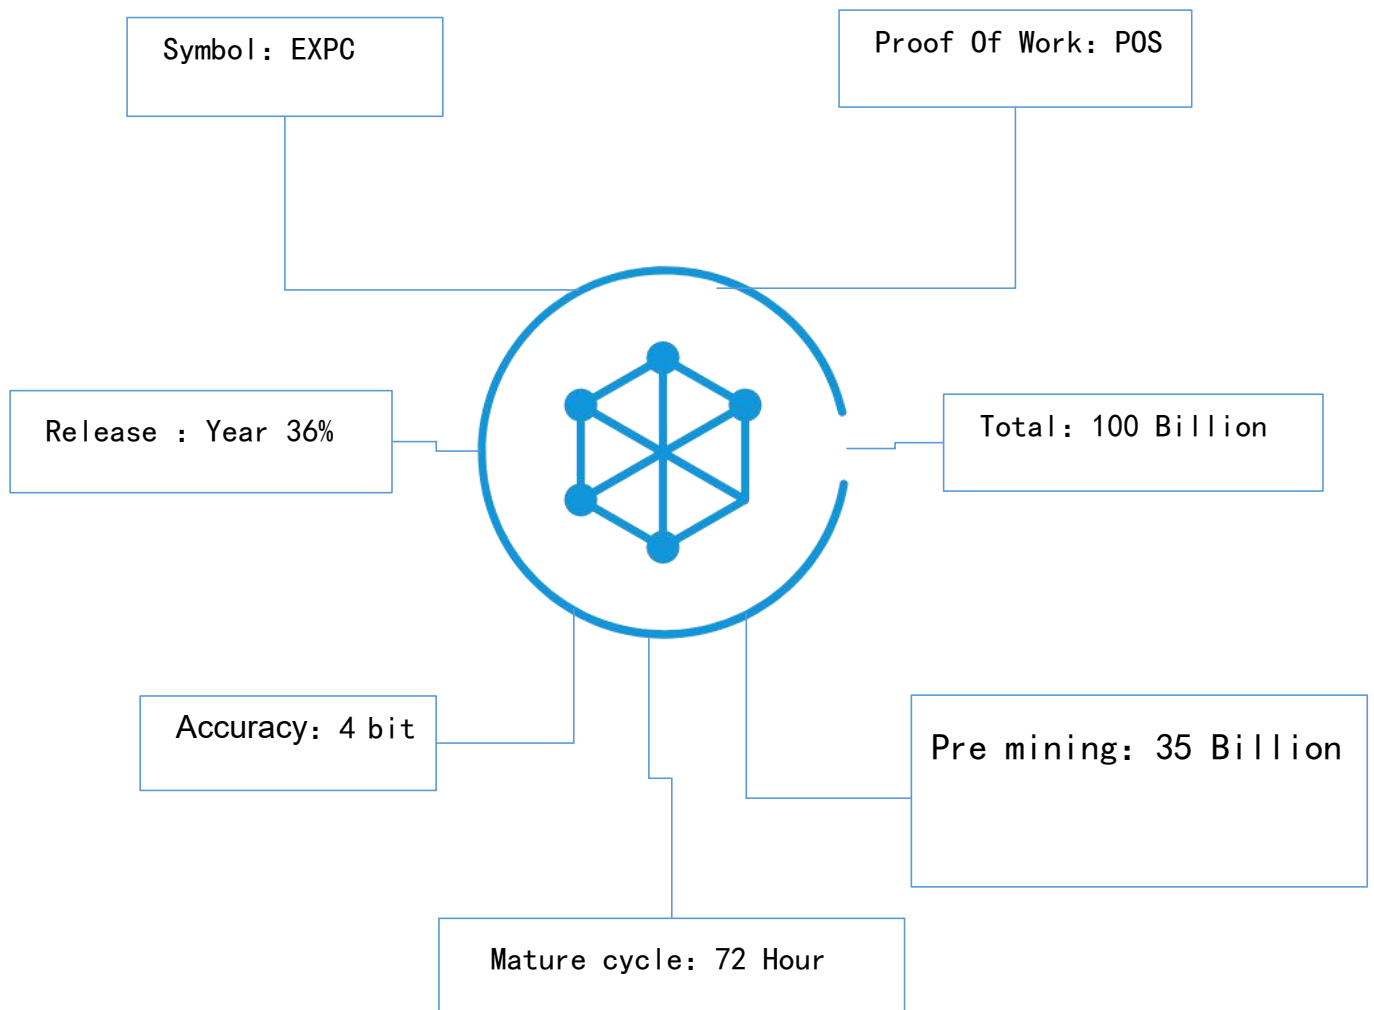 Symbol：EXPC
Proof Of Work：POS
Release ：Year 36%
Total：100 Billion
Accuracy：4 bit
Pre mining：35 Billion
Mature cycle：72 Hour